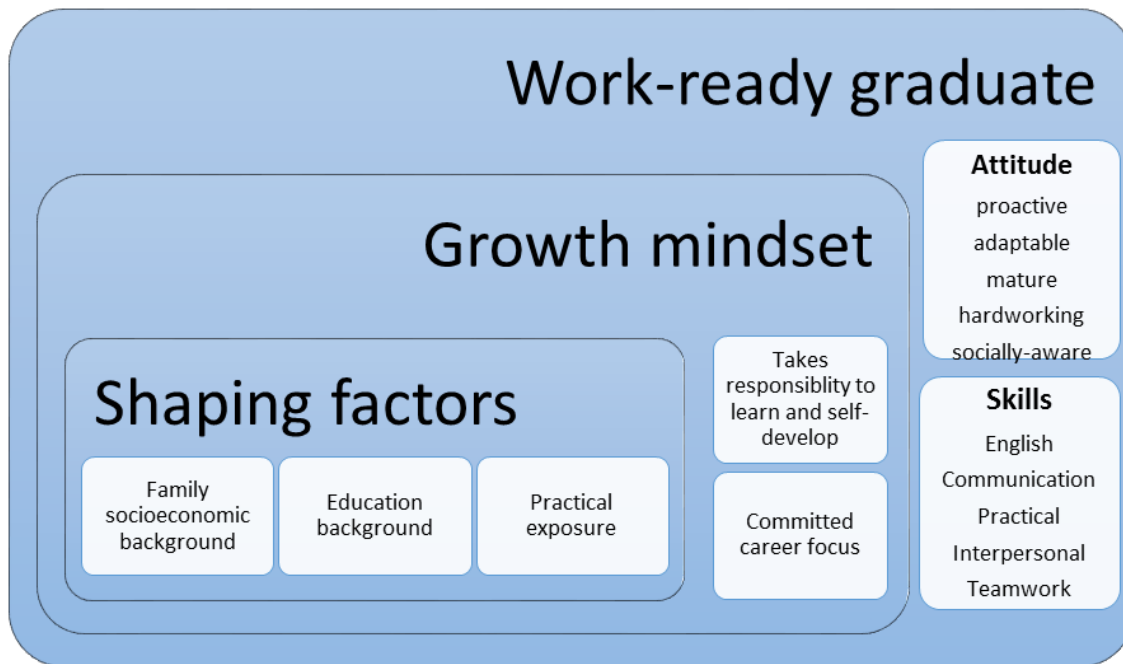 Work-ready graduate
Attitude
proactive
adaptable
mature
hardworking
socially-aware
Skills
English
Communication
Practical
Interpersonal
Teamwork
Growth mindset
Takes
responsiblity to
learn and self-
develop
Committed
career focus
Shaping factors
Family
socioeconomic
background
Education
background
Practical
exposure